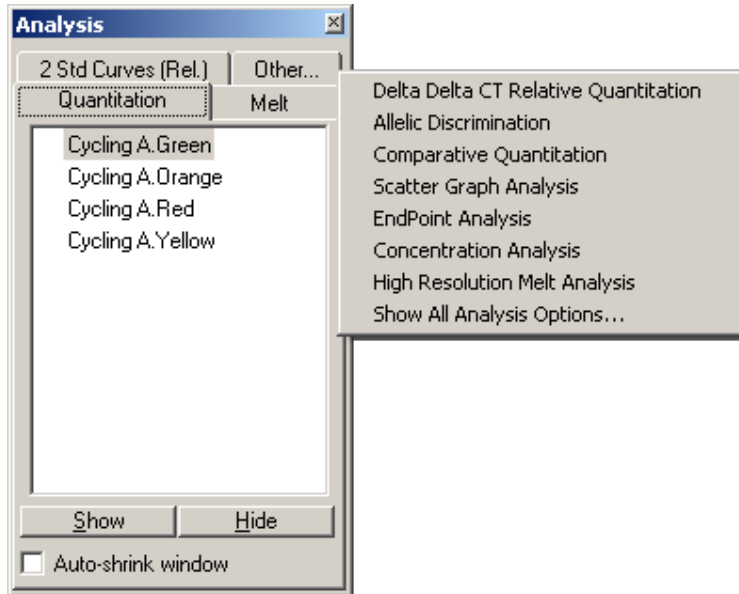 Analysis
2 Std Curves (Rel.) Other...
Quantitation Melt
Cycling A.Green
Cycling A.Orange
Cycling A.Red
Cycling A.Yellow
Show Hide
Auto-shrink window
Delta Delta CT Relative Quantitation
Allelic Discrimination
Comparative Quantitation
Scatter Graph Analysis
EndPoint Analysis
Concentration Analysis
High Resolution Melt Analysis
Show All Analysis Options...